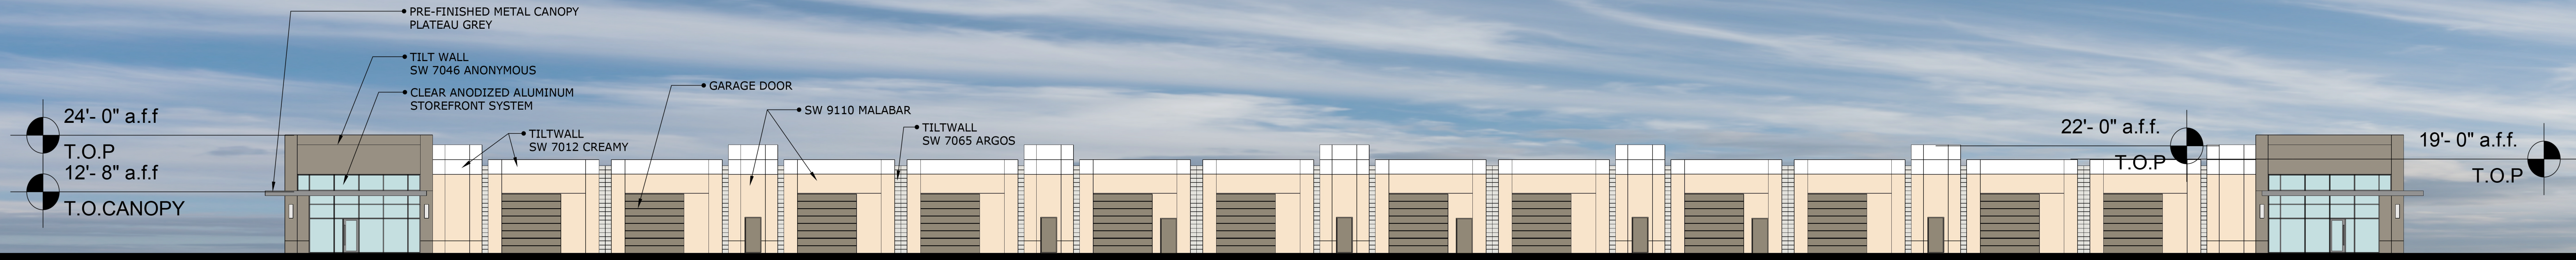 PRE-FINISHED METAL CANOPY
PLATEAU GREY
TILT WALL
SW 7046 ANONYMOUS
CLEAR ANODIZED ALUMINUM
STOREFRONT SYSTEM
GARAGE DOOR
SW 9110 MALABAR
TILTWALL
SW 7065 ARGOS
TILTWALL
SW 7012 CREAMY
24'- 0" a.f.f
T.O.P
12'- 8" a.f.f
T.O.CANOPY
22'- 0" a.f.f.
T.O.P
19'- 0" a.f.f.
T.O.P